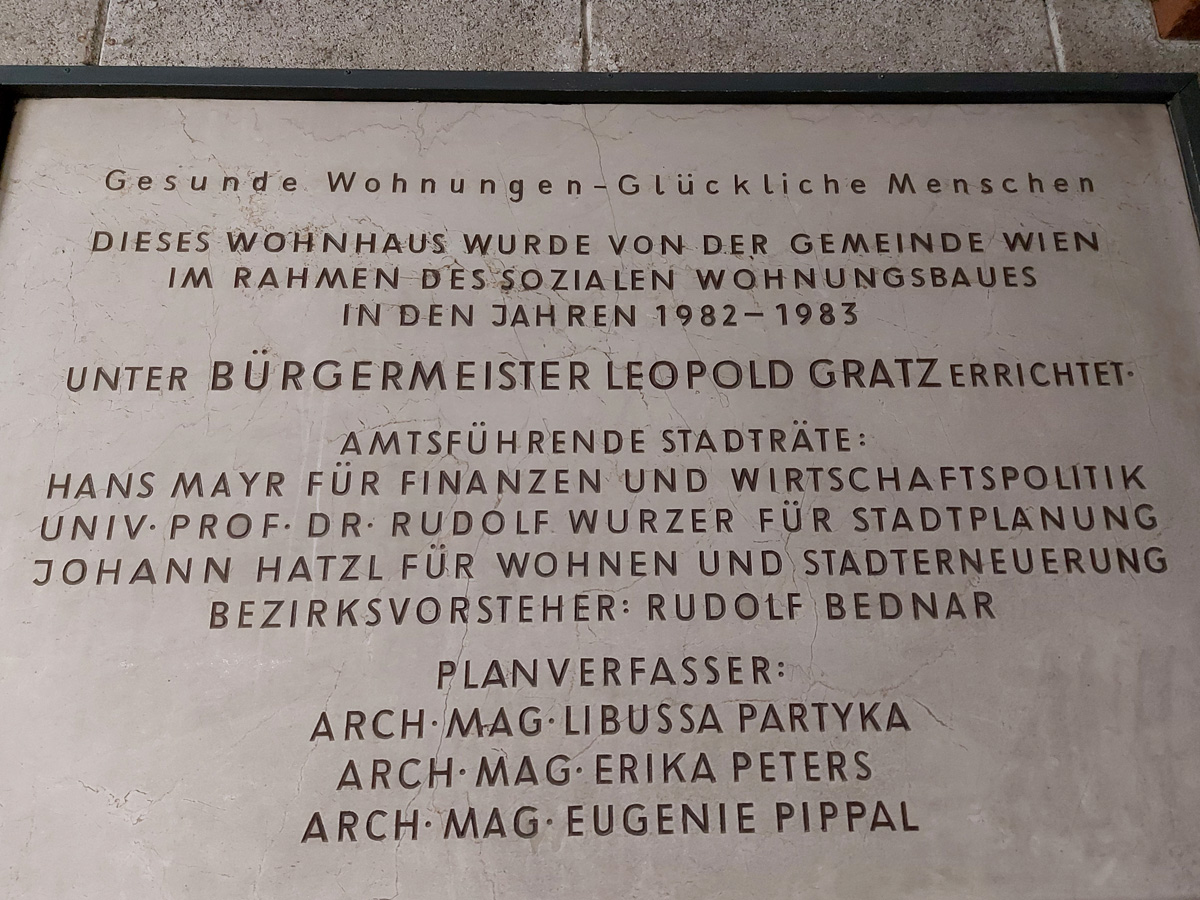 Gesunde Wohnungen-Glückliche Menschen
DIESES WOHNHAUS WURDE VON DER GEMEINDE WIEN
IM RAHMEN DES SOZIALEN WOHNUNGSBAUES
IN DEN JAHREN 1982-1983
UNTER BÜRGERMEISTER LEOPOLD GRATZ ERRICHTET·
AMTSFÜHRENDE STADTRÄTE:
HANS MAYR FÜR FINANZEN UND WIRTSCHAFTSPOLITIK
UNIV· PROF· DR· RUDOLF WURZER FÜR STADTPLANUNG
JOHANN HATZL FÜR WOHNEN UND STADTERNEUERUNG
BEZIRKSVORSTEHER: RUDOLF BEDNAR
PLANVERFASSER:
ARCH·MAG·LIBUSSA PARTYKA
ARCH·MAG·ERIKA PETERS
ARCH·MAG·EUGENIE PIPPAL